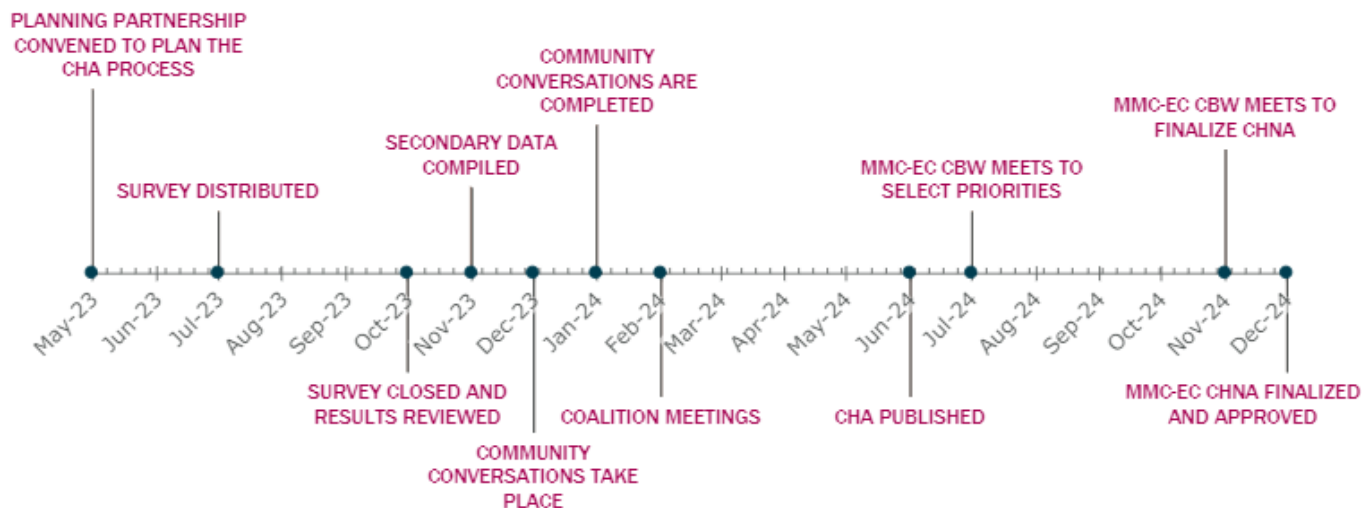 PLANNING PARTNERSHIP
CONVENED TO PLAN THE
CHA PROCESS
SURVEY DISTRIBUTED
SECONDARY DATA
COMPILED
COMMUNITY
CONVERSATIONS ARE
COMPLETED
MMC-EC CBW MEETS TO
SELECT PRIORITIES
MMC-EC CBW MEETS TO
FINALIZE CHNA
May-23
Jun-23
Jul-23
Aug-23
Sep-23
Oct-23
Nov-23
Dec-23
Jan-24
Feb-24
Mar-24
Apr-24
May-24
Jun-24
Jul-24
Aug-24
Sep-24
Oct-24
Nov-24
Dec-24
SURVEY CLOSED AND
RESULTS REVIEWED
COMMUNITY
CONVERSATIONS TAKE
PLACE
COALITION MEETINGS
CHA PUBLISHED
MMC-EC CHNA FINALIZED
AND APPROVED